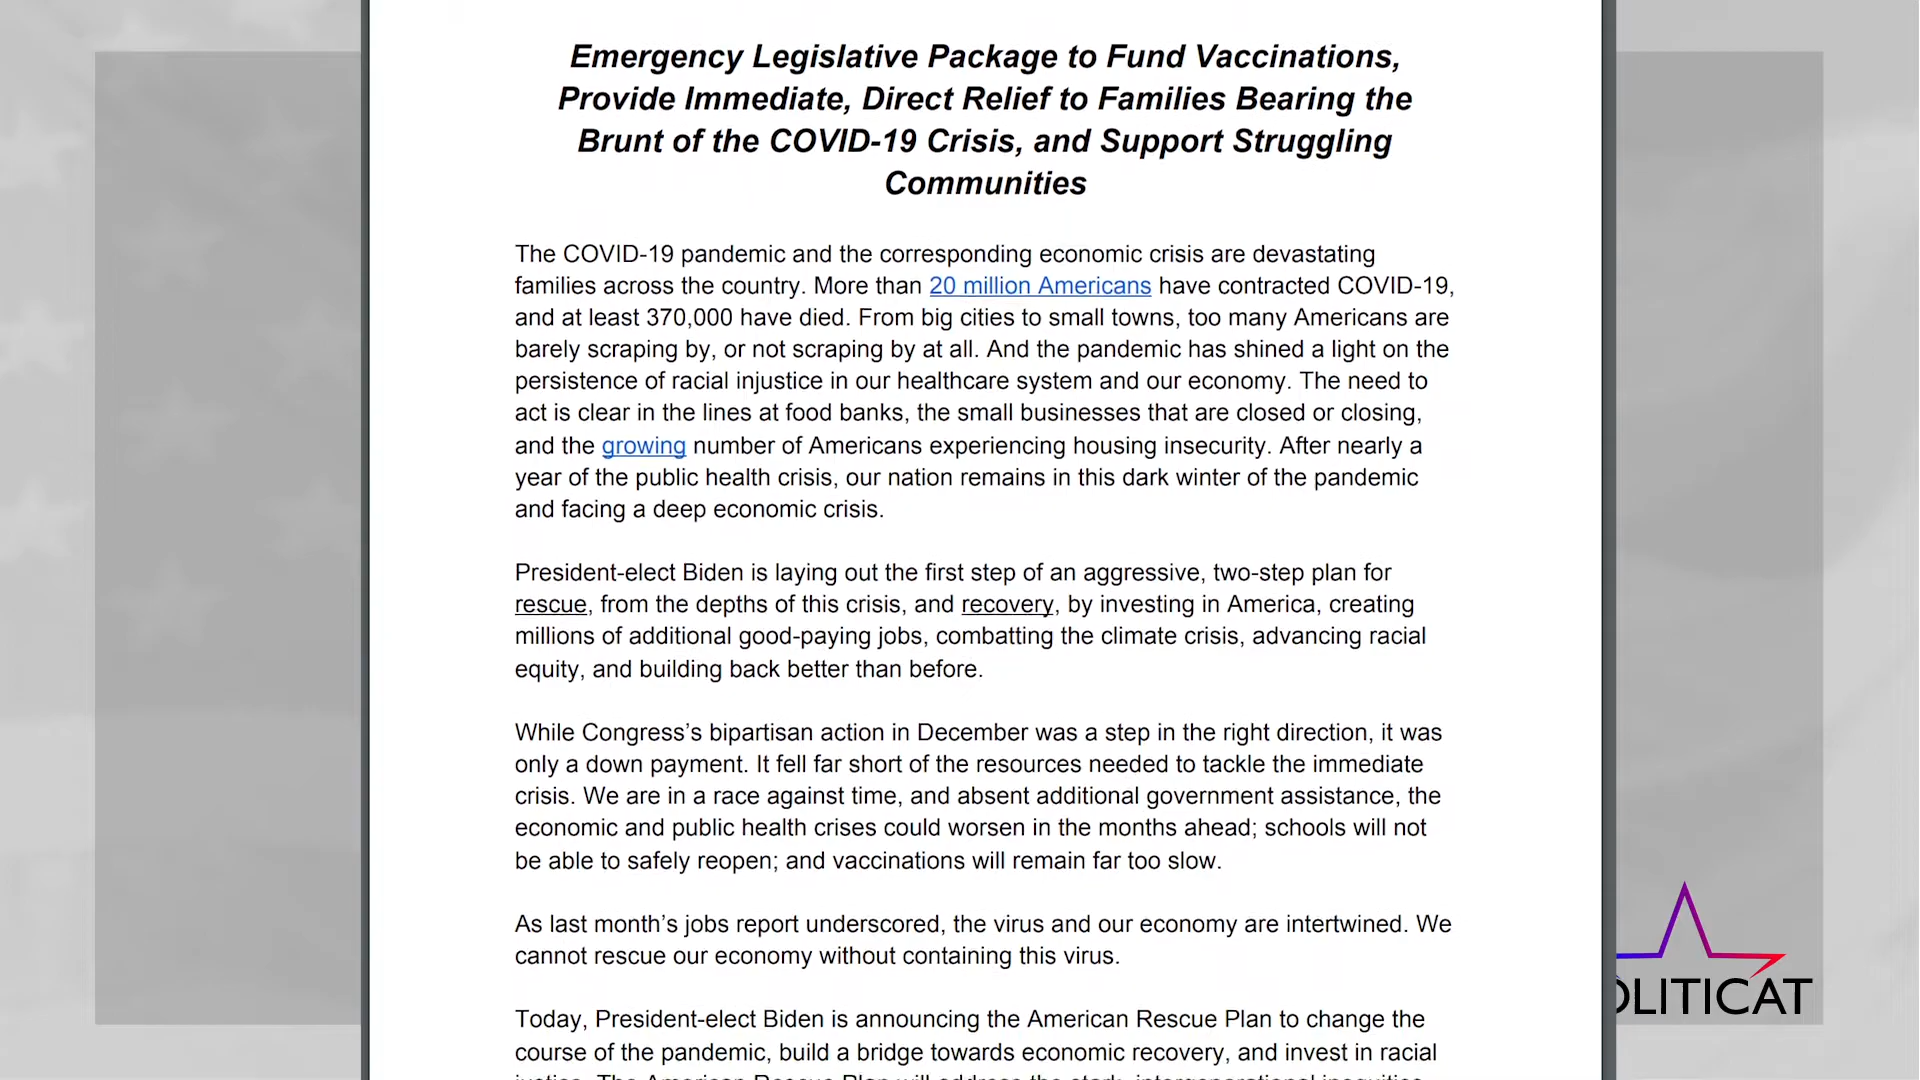 Emergency Legislative Package to Fund Vaccinations,
Provide Immediate, Direct Relief to Families Bearing the
Brunt of the COVID-19 Crisis, and Support Struggling
Communities
The COVID-19 pandemic and the corresponding economic crisis are devastating
families across the country. More than 20 million Americans have contracted COVID-19,
and at least 370,000 have died. From big cities to small towns, too many Americans are
barely scraping by, or not scraping by at all. And the pandemic has shined a light on the
persistence of racial injustice in our healthcare system and our economy. The need to
act is clear in the lines at food banks, the small businesses that are closed or closing,
and the growing number of Americans experiencing housing insecurity. After nearly a
year of the public health crisis, our nation remains in this dark winter of the pandemic
and facing a deep economic crisis.
President-elect Biden is laying out the first step of an aggressive, two-step plan for
rescue, from the depths of this crisis, and recovery, by investing in America, creating
millions of additional good-paying jobs, combatting the climate crisis, advancing racial
equity, and building back better than before.
While Congress’s bipartisan action in December was a step in the right direction, it was
only a down payment. It fell far short of the resources needed to tackle the immediate
crisis. We are in a race against time, and absent additional government assistance, the
economic and public health crises could worsen in the months ahead; schools will not
be able to safely reopen; and vaccinations will remain far too slow.
As last month’s jobs report underscored, the virus and our economy are intertwined. We
cannot rescue our economy without containing this virus.
Today, President-elect Biden is announcing the American Rescue Plan to change the
course of the pandemic, build a bridge towards economic recovery, and invest in racial
justice. The American Rescue Plan will address the stark, intergenerational inequities
OLITICAT